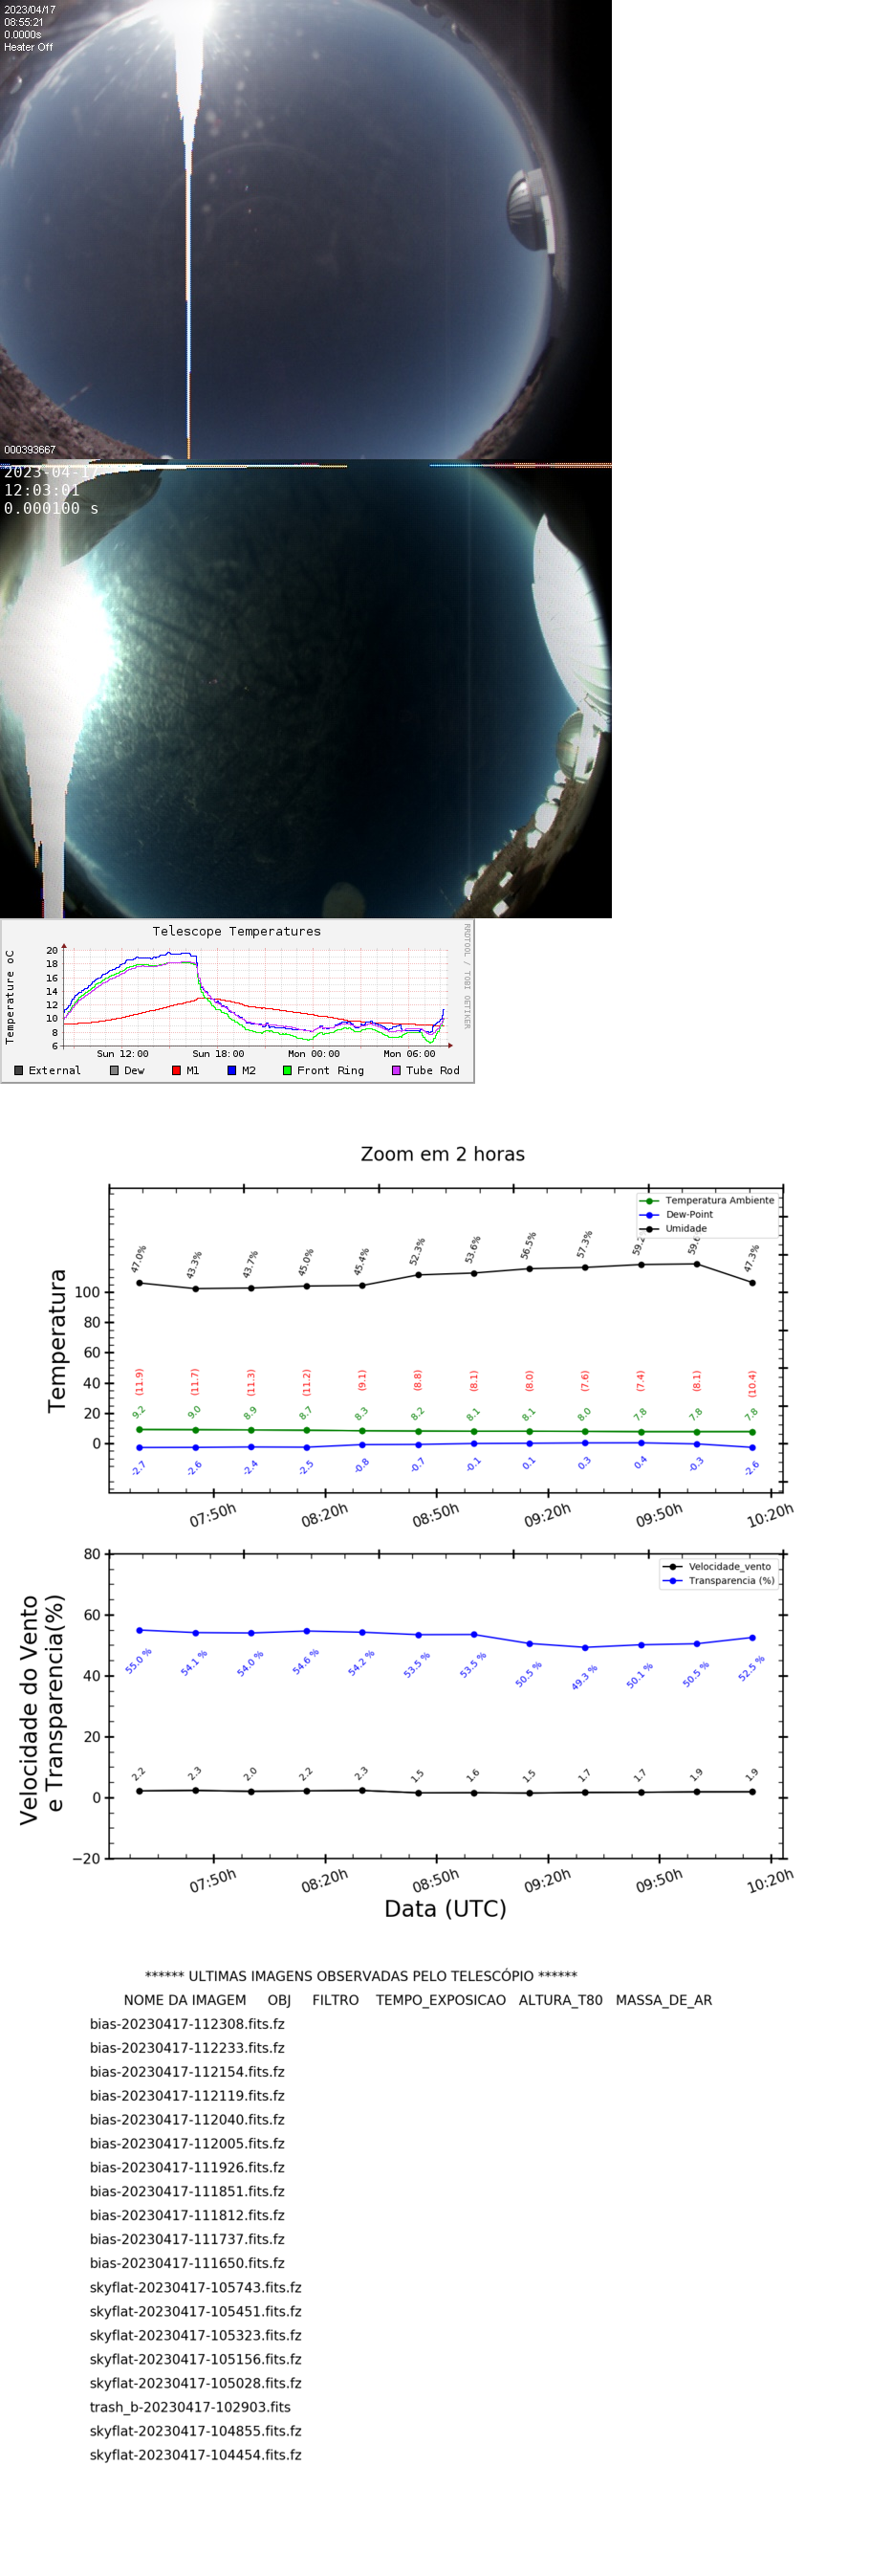 2023/04/17
08:55:21
0.0000s
Heater Off
000393667
2023-04-17
12:03:01
0.000100 s
Telescope Temperatures
RRDTOOL / TOBI OETIKER
Temperature oC
20
18
16
14
12
10
8
6
Sun 12:00 Sun 18:00 Mon 00:00 Mon 06:00
External Dew M1 M2 Front Ring Tube Rod
Zoom em 2 horas
Temperatura Ambiente
Dew-Point
Umidade
Temperatura
47.0% 43.3% 43.7% 45.0% 45.4% 52.3% 53.6% 56.5% 57.3% 47.3%
100
80
60
40
20
0
(11.9) (11.7) (11.3) (11.2) (9.1) (8.8) (8.1) (8.0) (7.6) (7.4) (8.1) (10.4)
9.2 9.0 8.9 8.7 8.3 8.2 8.1 8.1 8.0 7.8 7.8 7.8
-2.7 -2.6 -2.4 -2.5 -0.8 -0.7 -0.1 0.1 0.3 0.4 -0.3 -2.6
07:50h 08:20h 08:50h 09:20h 09:50h 10:20h
Velocidade_vento
Transparencia (%)
Velocidade do Vento
e Transparencia(%)
80
60
40
20
0
−20
55.0 % 54.1 % 54.0 % 54.6 % 54.2 % 53.5 % 53.5 % 50.5 % 49.3 % 50.1 % 50.5 % 52.5 %
2.2 2.3 2.0 2.2 2.3 1.5 1.6 1.5 1.7 1.7 1.9 1.9
07:50h 08:20h 08:50h 09:20h 09:50h 10:20h
Data (UTC)
****** ULTIMAS IMAGENS OBSERVADAS PELO TELESCÓPIO ******
NOME DA IMAGEM OBJ FILTRO TEMPO_EXPOSICAO ALTURA_T80 MASSA_DE_AR
bias-20230417-112308.fits.fz
bias-20230417-112233.fits.fz
bias-20230417-112154.fits.fz
bias-20230417-112119.fits.fz
bias-20230417-112040.fits.fz
bias-20230417-112005.fits.fz
bias-20230417-111926.fits.fz
bias-20230417-111851.fits.fz
bias-20230417-111812.fits.fz
bias-20230417-111737.fits.fz
bias-20230417-111650.fits.fz
skyflat-20230417-105743.fits.fz
skyflat-20230417-105451.fits.fz
skyflat-20230417-105323.fits.fz
skyflat-20230417-105156.fits.fz
skyflat-20230417-105028.fits.fz
trash_b-20230417-102903.fits
skyflat-20230417-104855.fits.fz
skyflat-20230417-104454.fits.fz